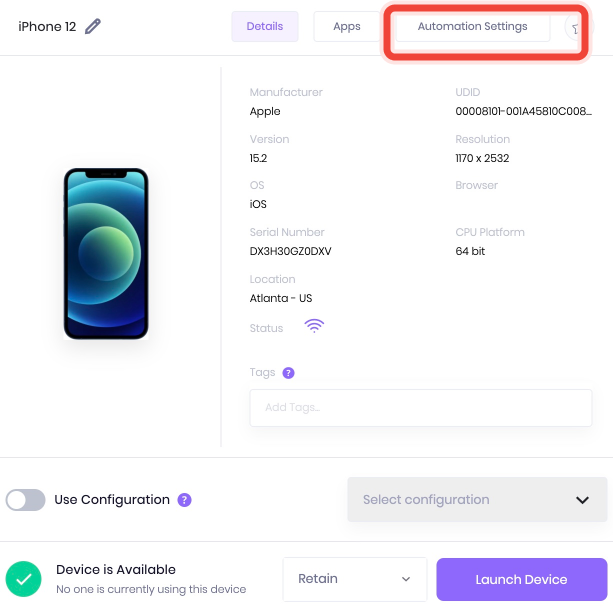 iPhone 12
Details
Apps
Automation Settings
Manufacturer
Apple
UDID
00008101-001A45810C008...
Version
15.2
Resolution
1170 x 2532
OS
iOS
Browser
Serial Number
DX3H30GZ0DXV
CPU Platform
64 bit
Location
Atlanta - US
Status
Tags ?
Add Tags...
Use Configuration ?
Select configuration
Device is Available
No one is currently using this device
Retain
Launch Device